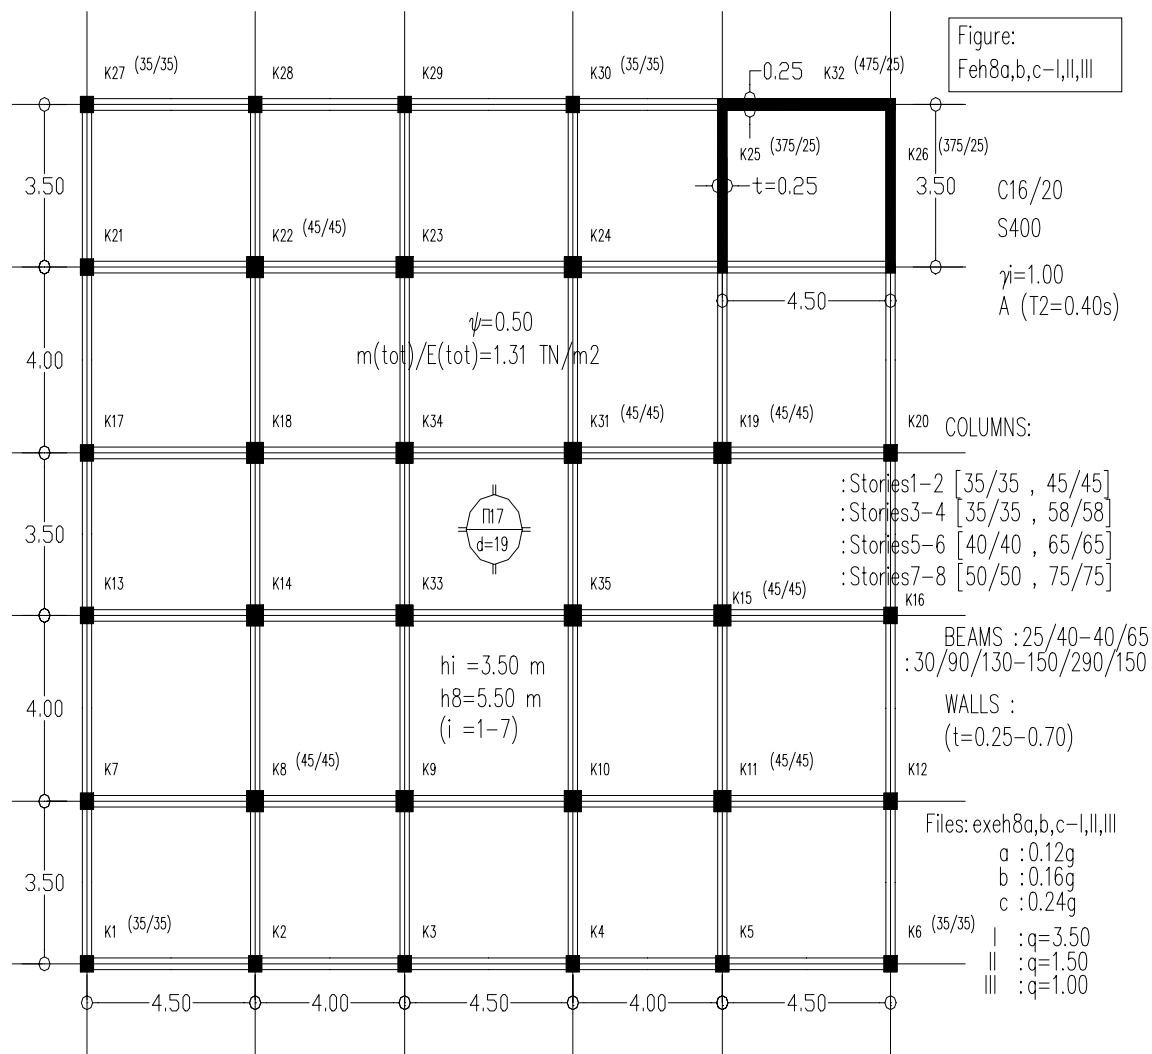 Figure:
Feh8a,b,c-I,II,III
K27 (35/35)
K28
K29
K30 (35/35)
0.25
K32 (475/25)
3.50
K25 (375/25)
K26 (375/25)
t=0.25
3.50
C16/20
S400
γi=1.00
A (T2=0.40s)
K21
K22 (45/45)
K23
K24
4.50
ψ=0.50
m(tot)/E(tot)=1.31 TN/m2
4.00
K17
K18
K34
K31 (45/45)
K19 (45/45)
K20
COLUMNS:
:Stories1-2 [35/35 , 45/45]
:Stories3-4 [35/35 , 58/58]
:Stories5-6 [40/40 , 65/65]
:Stories7-8 [50/50 , 75/75]
3.50
Π17
d=19
K13
K14
K33
K35
K15 (45/45)
K16
BEAMS :25/40-40/65
:30/90/130-150/290/150
hi =3.50 m
h8=5.50 m
(i =1-7)
WALLS :
(t=0.25-0.70)
4.00
K7
K8 (45/45)
K9
K10
K11 (45/45)
K12
Files: exeh8a,b,c-I,II,III
a :0.12g
b :0.16g
c :0.24g
I :q=3.50
II :q=1.50
III :q=1.00
3.50
K1 (35/35)
K2
K3
K4
K5
K6 (35/35)
4.50
4.00
4.50
4.00
4.50